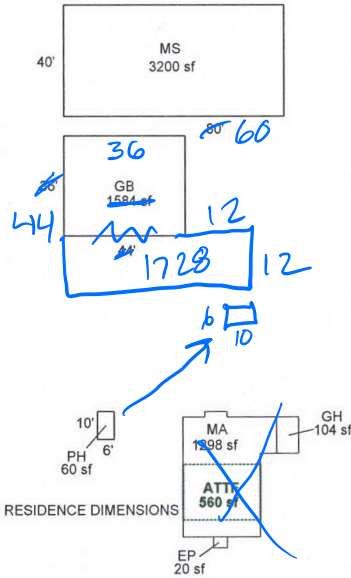 MS
3200 sf
40'
80' 60
36
36'
GB
1584 sf
44
12
44'
1728
12
6
10
10'
6'
PH
60 sf
MA
1298 sf
GH
104 sf
ATTF
560 sf
RESIDENCE DIMENSIONS
EP
20 sf